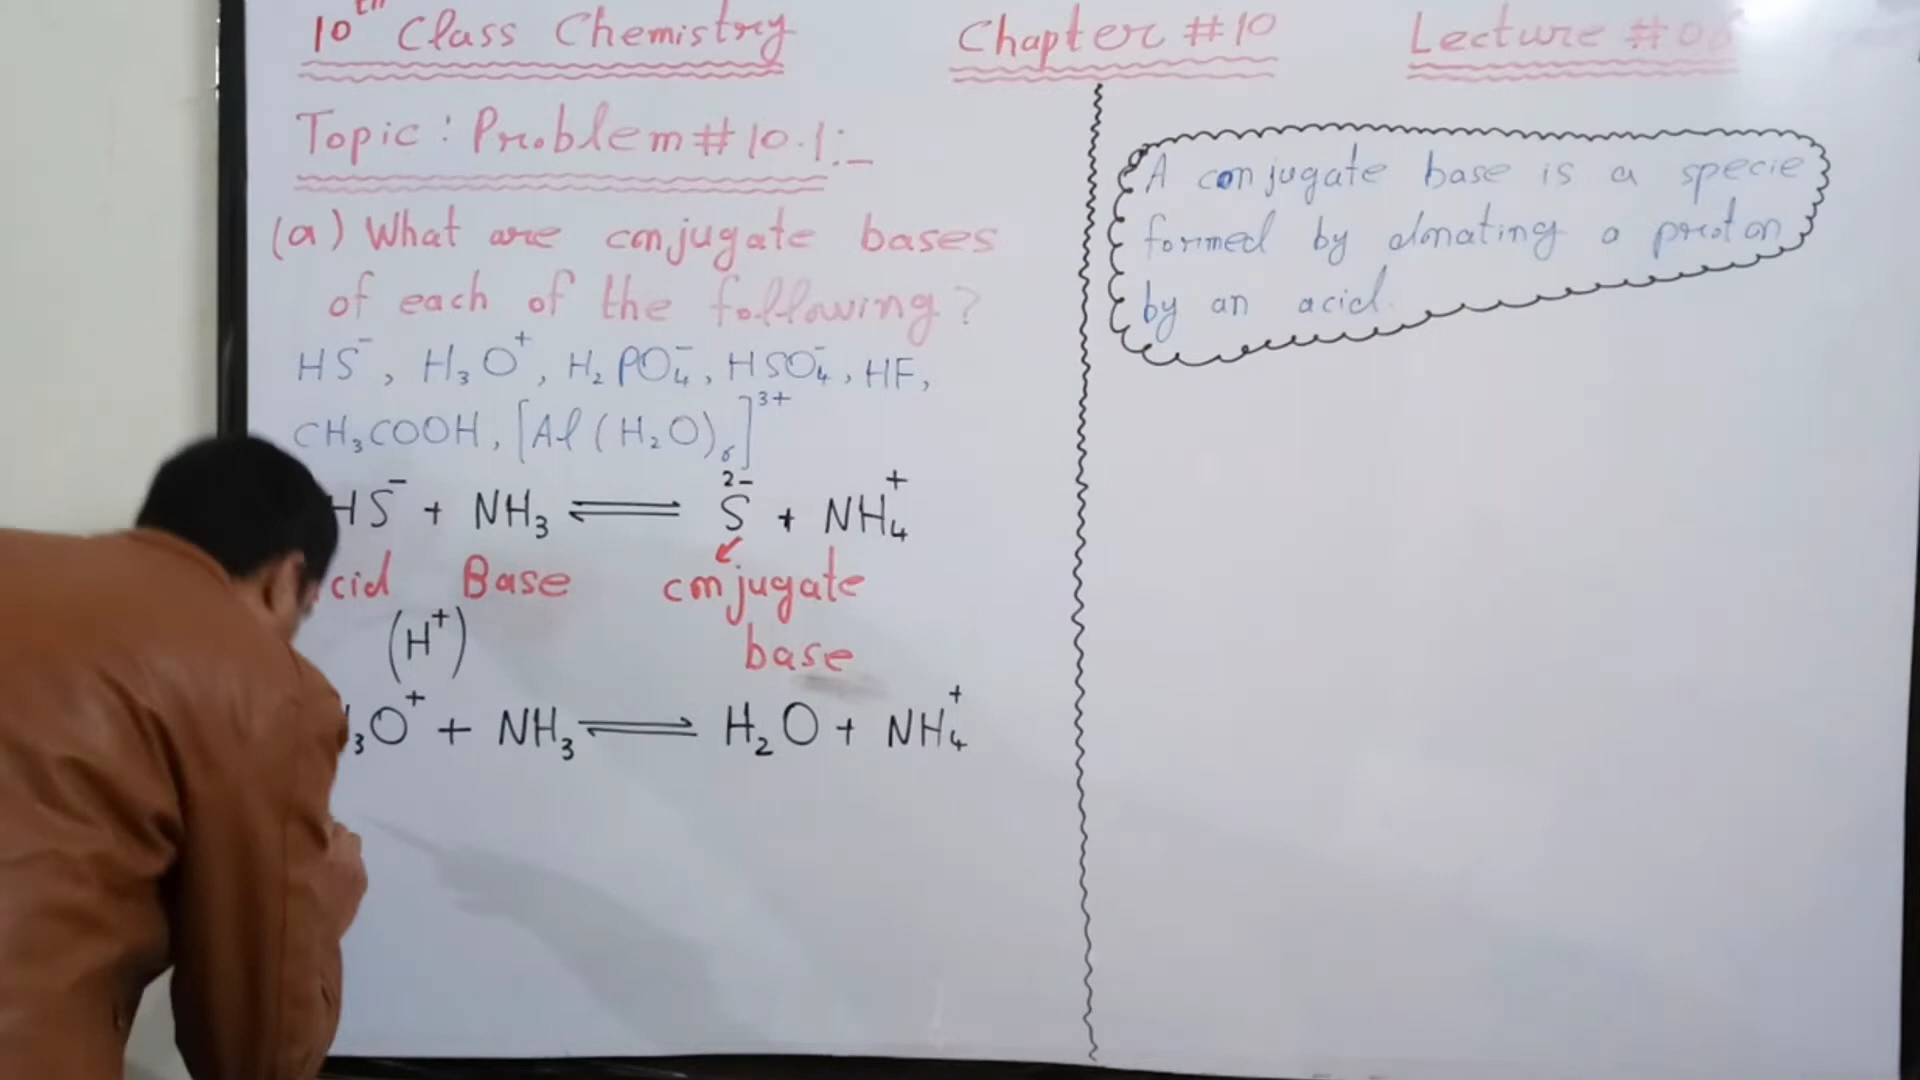 10th Class Chemistry Chapter #10 Lecture #06
Topic : Problem # 10.1:-
(a) What are conjugate bases
of each of the following?
HS⁻, H₃O⁺, H₂PO₄⁻, HSO₄⁻, HF,
CH₃COOH, [Al(H₂O)₆]³⁺
HS⁻ + NH₃ ⇌ S²⁻ + NH₄⁺
cid Base conjugate
(H⁺) base
₃O⁺ + NH₃ ⇌ H₂O + NH₄⁺
A conjugate base is a specie
formed by donating a proton
by an acid.